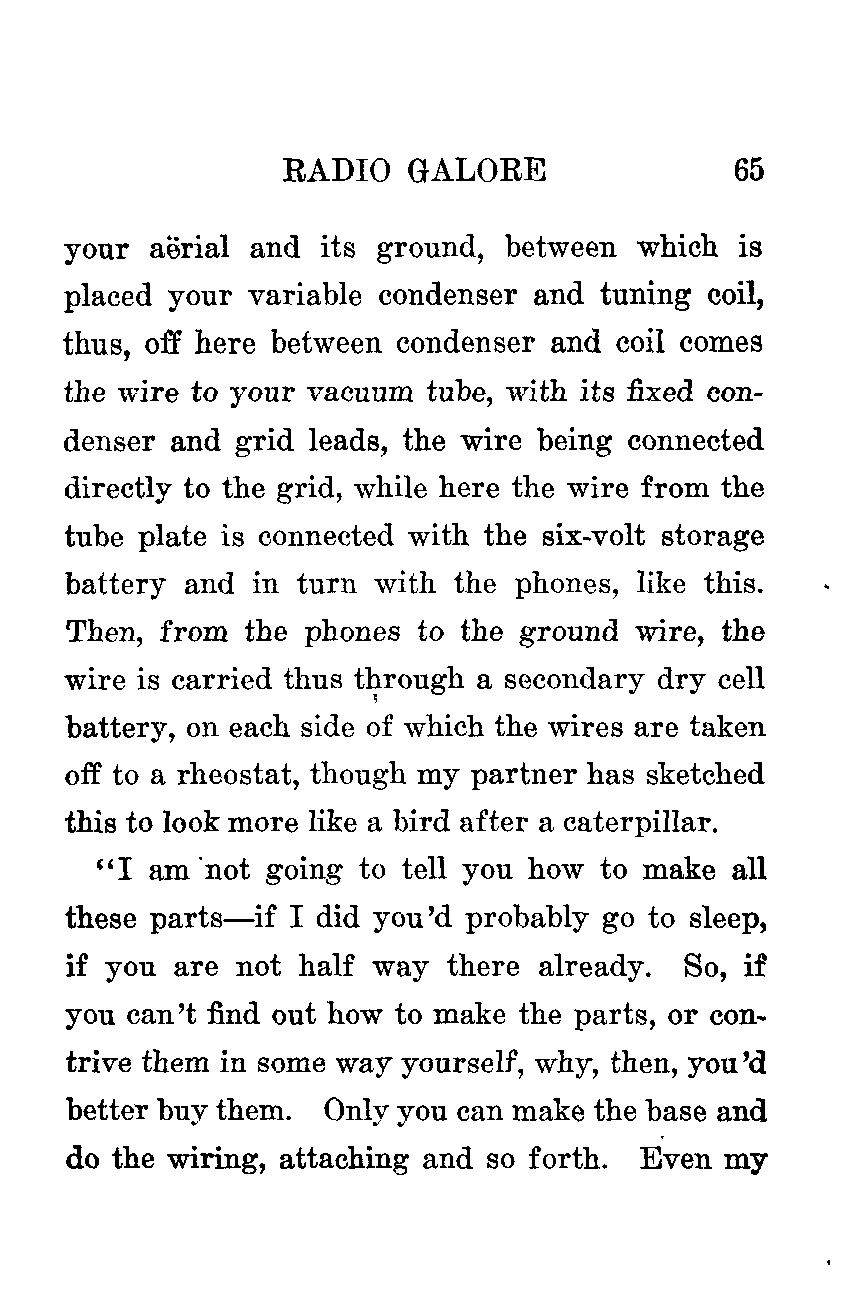 RADIO GALORE 65
your aërial and its ground, between which is
placed your variable condenser and tuning coil,
thus, off here between condenser and coil comes
the wire to your vacuum tube, with its fixed con-
denser and grid leads, the wire being connected
directly to the grid, while here the wire from the
tube plate is connected with the six-volt storage
battery and in turn with the phones, like this.
Then, from the phones to the ground wire, the
wire is carried thus through a secondary dry cell
battery, on each side of which the wires are taken
off to a rheostat, though my partner has sketched
this to look more like a bird after a caterpillar.
“I am not going to tell you how to make all
these parts—if I did you’d probably go to sleep,
if you are not half way there already. So, if
you can’t find out how to make the parts, or con-
trive them in some way yourself, why, then, you’d
better buy them. Only you can make the base and
do the wiring, attaching and so forth. Even my